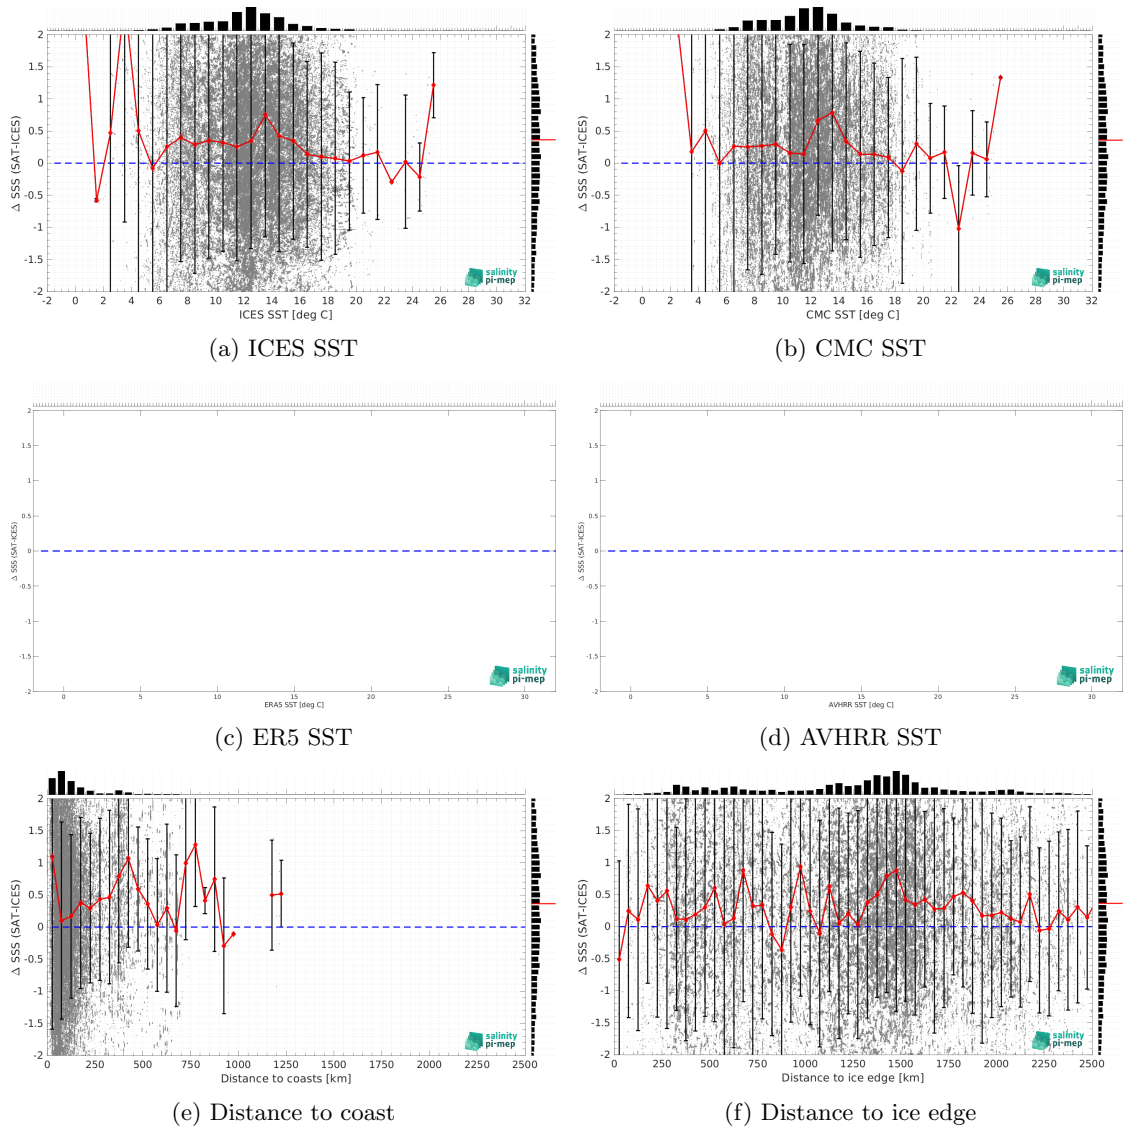 2
1.5
1
0.5
0
-0.5
-1
-1.5
-2
Δ SSS (SAT-ICES)
-2 0 2 4 6 8 10 12 14 16 18 20 22 24 26 28 30 32
ICES SST [deg C]
salinity
pi-mep
(a) ICES SST
2
1.5
1
0.5
0
-0.5
-1
-1.5
-2
Δ SSS (SAT-ICES)
-2 0 2 4 6 8 10 12 14 16 18 20 22 24 26 28 30 32
CMC SST [deg C]
salinity
pi-mep
(b) CMC SST
2
1.5
1
0.5
0
-0.5
-1
-1.5
-2
Δ SSS (SAT-ICES)
0 5 10 15 20 25 30
ERA5 SST [deg C]
salinity
pi-mep
(c) ER5 SST
2
1.5
1
0.5
0
-0.5
-1
-1.5
-2
Δ SSS (SAT-ICES)
0 5 10 15 20 25 30
AVHRR SST [deg C]
salinity
pi-mep
(d) AVHRR SST
2
1.5
1
0.5
0
-0.5
-1
-1.5
-2
Δ SSS (SAT-ICES)
0 250 500 750 1000 1250 1500 1750 2000 2250 2500
Distance to coasts [km]
salinity
pi-mep
(e) Distance to coast
2
1.5
1
0.5
0
-0.5
-1
-1.5
-2
Δ SSS (SAT-ICES)
0 250 500 750 1000 1250 1500 1750 2000 2250 2500
Distance to ice edge [km]
salinity
pi-mep
(f) Distance to ice edge